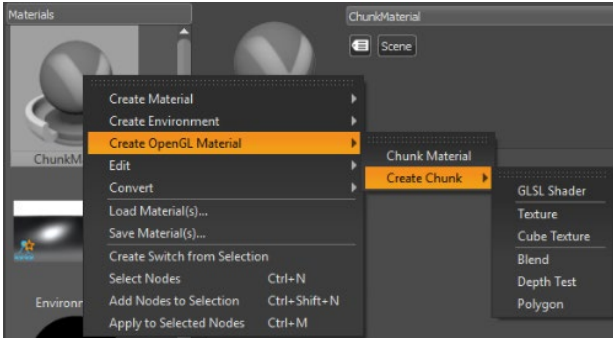 Materials
ChunkMaterial
Scene
ChunkM
Create Material
Create Environment
Create OpenGL Material
Edit
Convert
Load Material(s)...
Save Material(s)...
Create Switch from Selection
Select Nodes Ctrl+N
Add Nodes to Selection Ctrl+Shift+N
Apply to Selected Nodes Ctrl+M
Chunk Material
Create Chunk
GLSL Shader
Texture
Cube Texture
Blend
Depth Test
Polygon
Environr